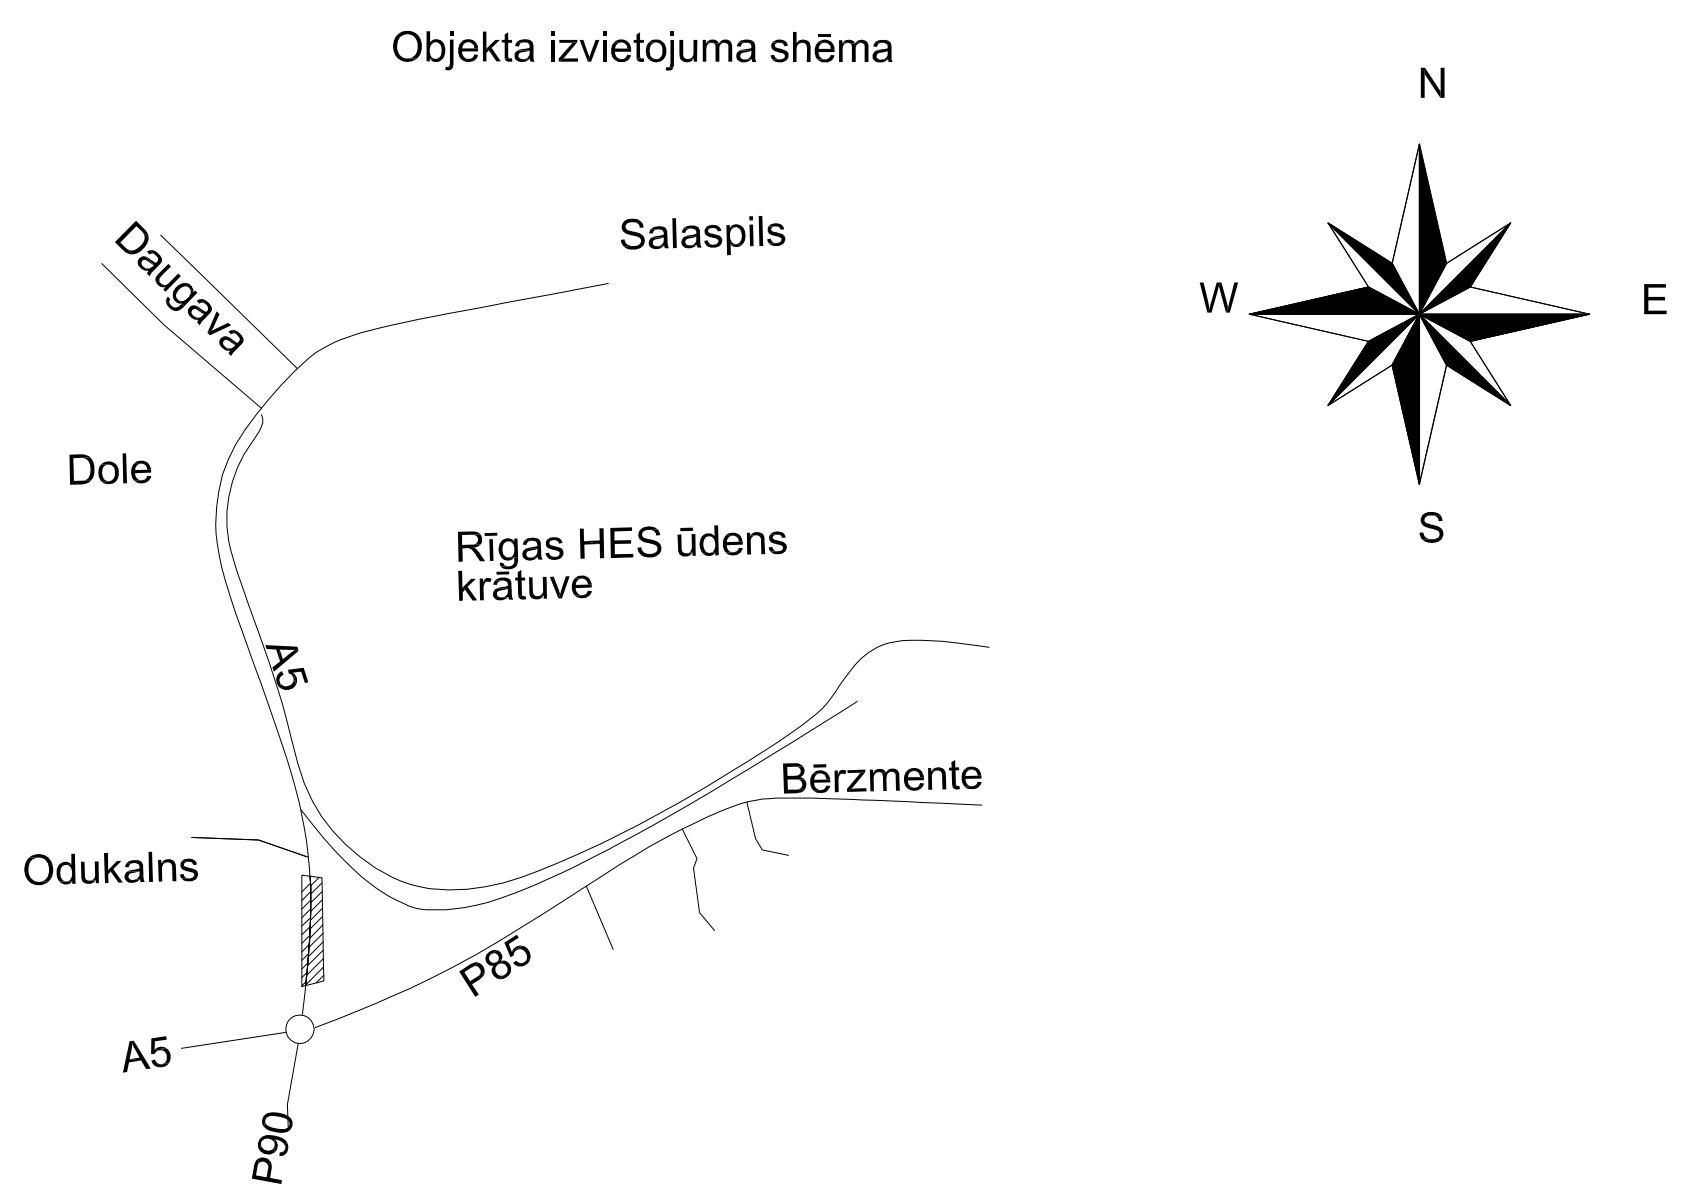 Objekta izvietojuma shēma
N
Daugava
Salaspils
W
E
Dole
S
Rīgas HES ūdens
krātuve
A5
Bērzmente
Odukalns
P85
A5
P90